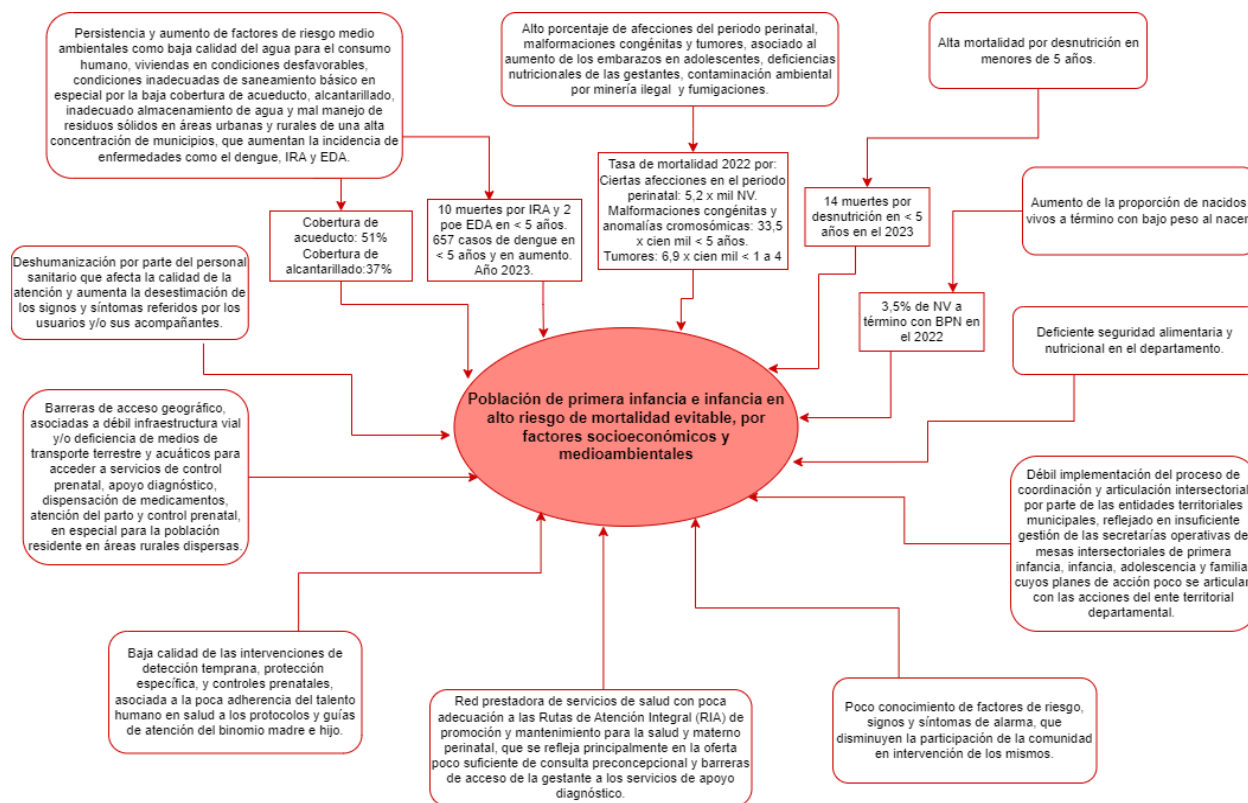 Persistencia y aumento de factores de riesgo medio
ambientales como baja calidad del agua para el consumo
humano, viviendas en condiciones desfavorables,
condiciones inadecuadas de saneamiento básico en
especial por la baja cobertura de acueducto, alcantarillado,
inadecuado almacenamiento de agua y mal manejo de
residuos sólidos en áreas urbanas y rurales de una alta
concentración de municipios, que aumentan la incidencia de
enfermedades como el dengue, IRA y EDA.
Alto porcentaje de afecciones del periodo perinatal,
malformaciones congénitas y tumores, asociado al
aumento de los embarazos en adolescentes, deficiencias
nutricionales de las gestantes, contaminación ambiental
por minería ilegal y fumigaciones.
Alta mortalidad por desnutrición en
menores de 5 años.
Cobertura de
acueducto: 51%
Cobertura de
alcantarillado:37%
10 muertes por IRA y 2
poe EDA en < 5 años.
657 casos de dengue en
< 5 años y en aumento.
Año 2023.
Tasa de mortalidad 2022 por:
Ciertas afecciones en el periodo
perinatal: 5,2 x mil NV.
Malformaciones congénitas y
anomalías cromosómicas: 33,5
x cien mil < 5 años.
Tumores: 6,9 x cien mil < 1 a 4
14 muertes por
desnutrición en < 5
años en el 2023
Aumento de la proporción de nacidos
vivos a término con bajo peso al nacer
Deshumanización por parte del personal
sanitario que afecta la calidad de la
atención y aumenta la desestimación de
los signos y síntomas referidos por los
usuarios y/o sus acompañantes.
3,5% de NV a
término con BPN en
el 2022
Deficiente seguridad alimentaria y
nutricional en el departamento.
Población de primera infancia e infancia en
alto riesgo de mortalidad evitable, por
factores socioeconómicos y
medioambientales
Barreras de acceso geográfico,
asociadas a débil infraestructura vial
y/o deficiencia de medios de
transporte terrestre y acuáticos para
acceder a servicios de control
prenatal, apoyo diagnóstico,
dispensación de medicamentos,
atención del parto y control prenatal,
en especial para la población
residente en áreas rurales dispersas.
Débil implementación del proceso de
coordinación y articulación intersectorial
por parte de las entidades territoriales
municipales, reflejado en insuficiente
gestión de las secretarías operativas de
mesas intersectoriales de primera
infancia, infancia, adolescencia y familia
cuyos planes de acción poco se articular
con las acciones del ente territorial
departamental.
Baja calidad de las intervenciones de
detección temprana, protección
específica, y controles prenatales,
asociada a la poca adherencia del talento
humano en salud a los protocolos y guías
de atención del binomio madre e hijo.
Red prestadora de servicios de salud con poca
adecuación a las Rutas de Atención Integral (RIA) de
promoción y mantenimiento para la salud y materno
perinatal, que se refleja principalmente en la oferta
poco suficiente de consulta preconcepcional y barreras
de acceso de la gestante a los servicios de apoyo
diagnóstico.
Poco conocimiento de factores de riesgo,
signos y síntomas de alarma, que
disminuyen la participación de la comunidad
en intervención de los mismos.